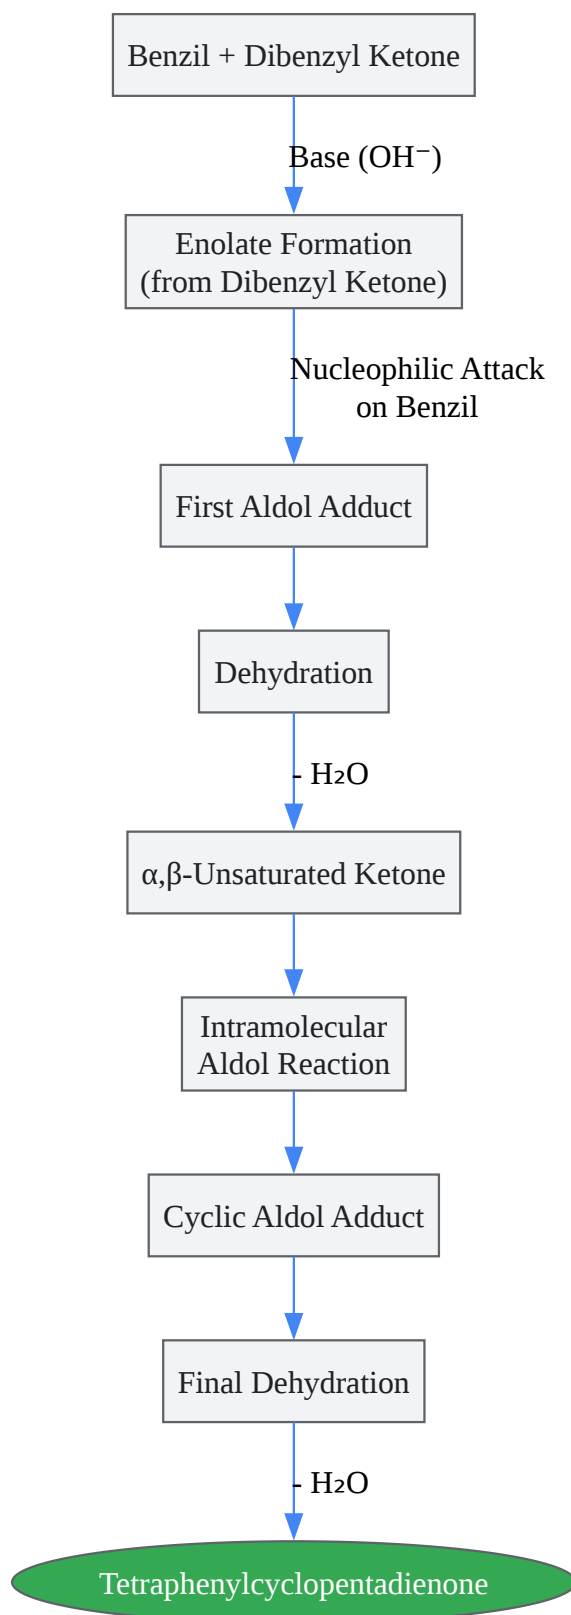 Benzil + Dibenzyl Ketone
Base (OH⁻)
Enolate Formation
(from Dibenzyl Ketone)
Nucleophilic Attack
on Benzil
First Aldol Adduct
Dehydration
- H₂O
α,β-Unsaturated Ketone
Intramolecular
Aldol Reaction
Cyclic Aldol Adduct
Final Dehydration
- H₂O
Tetraphenylcyclopentadienone